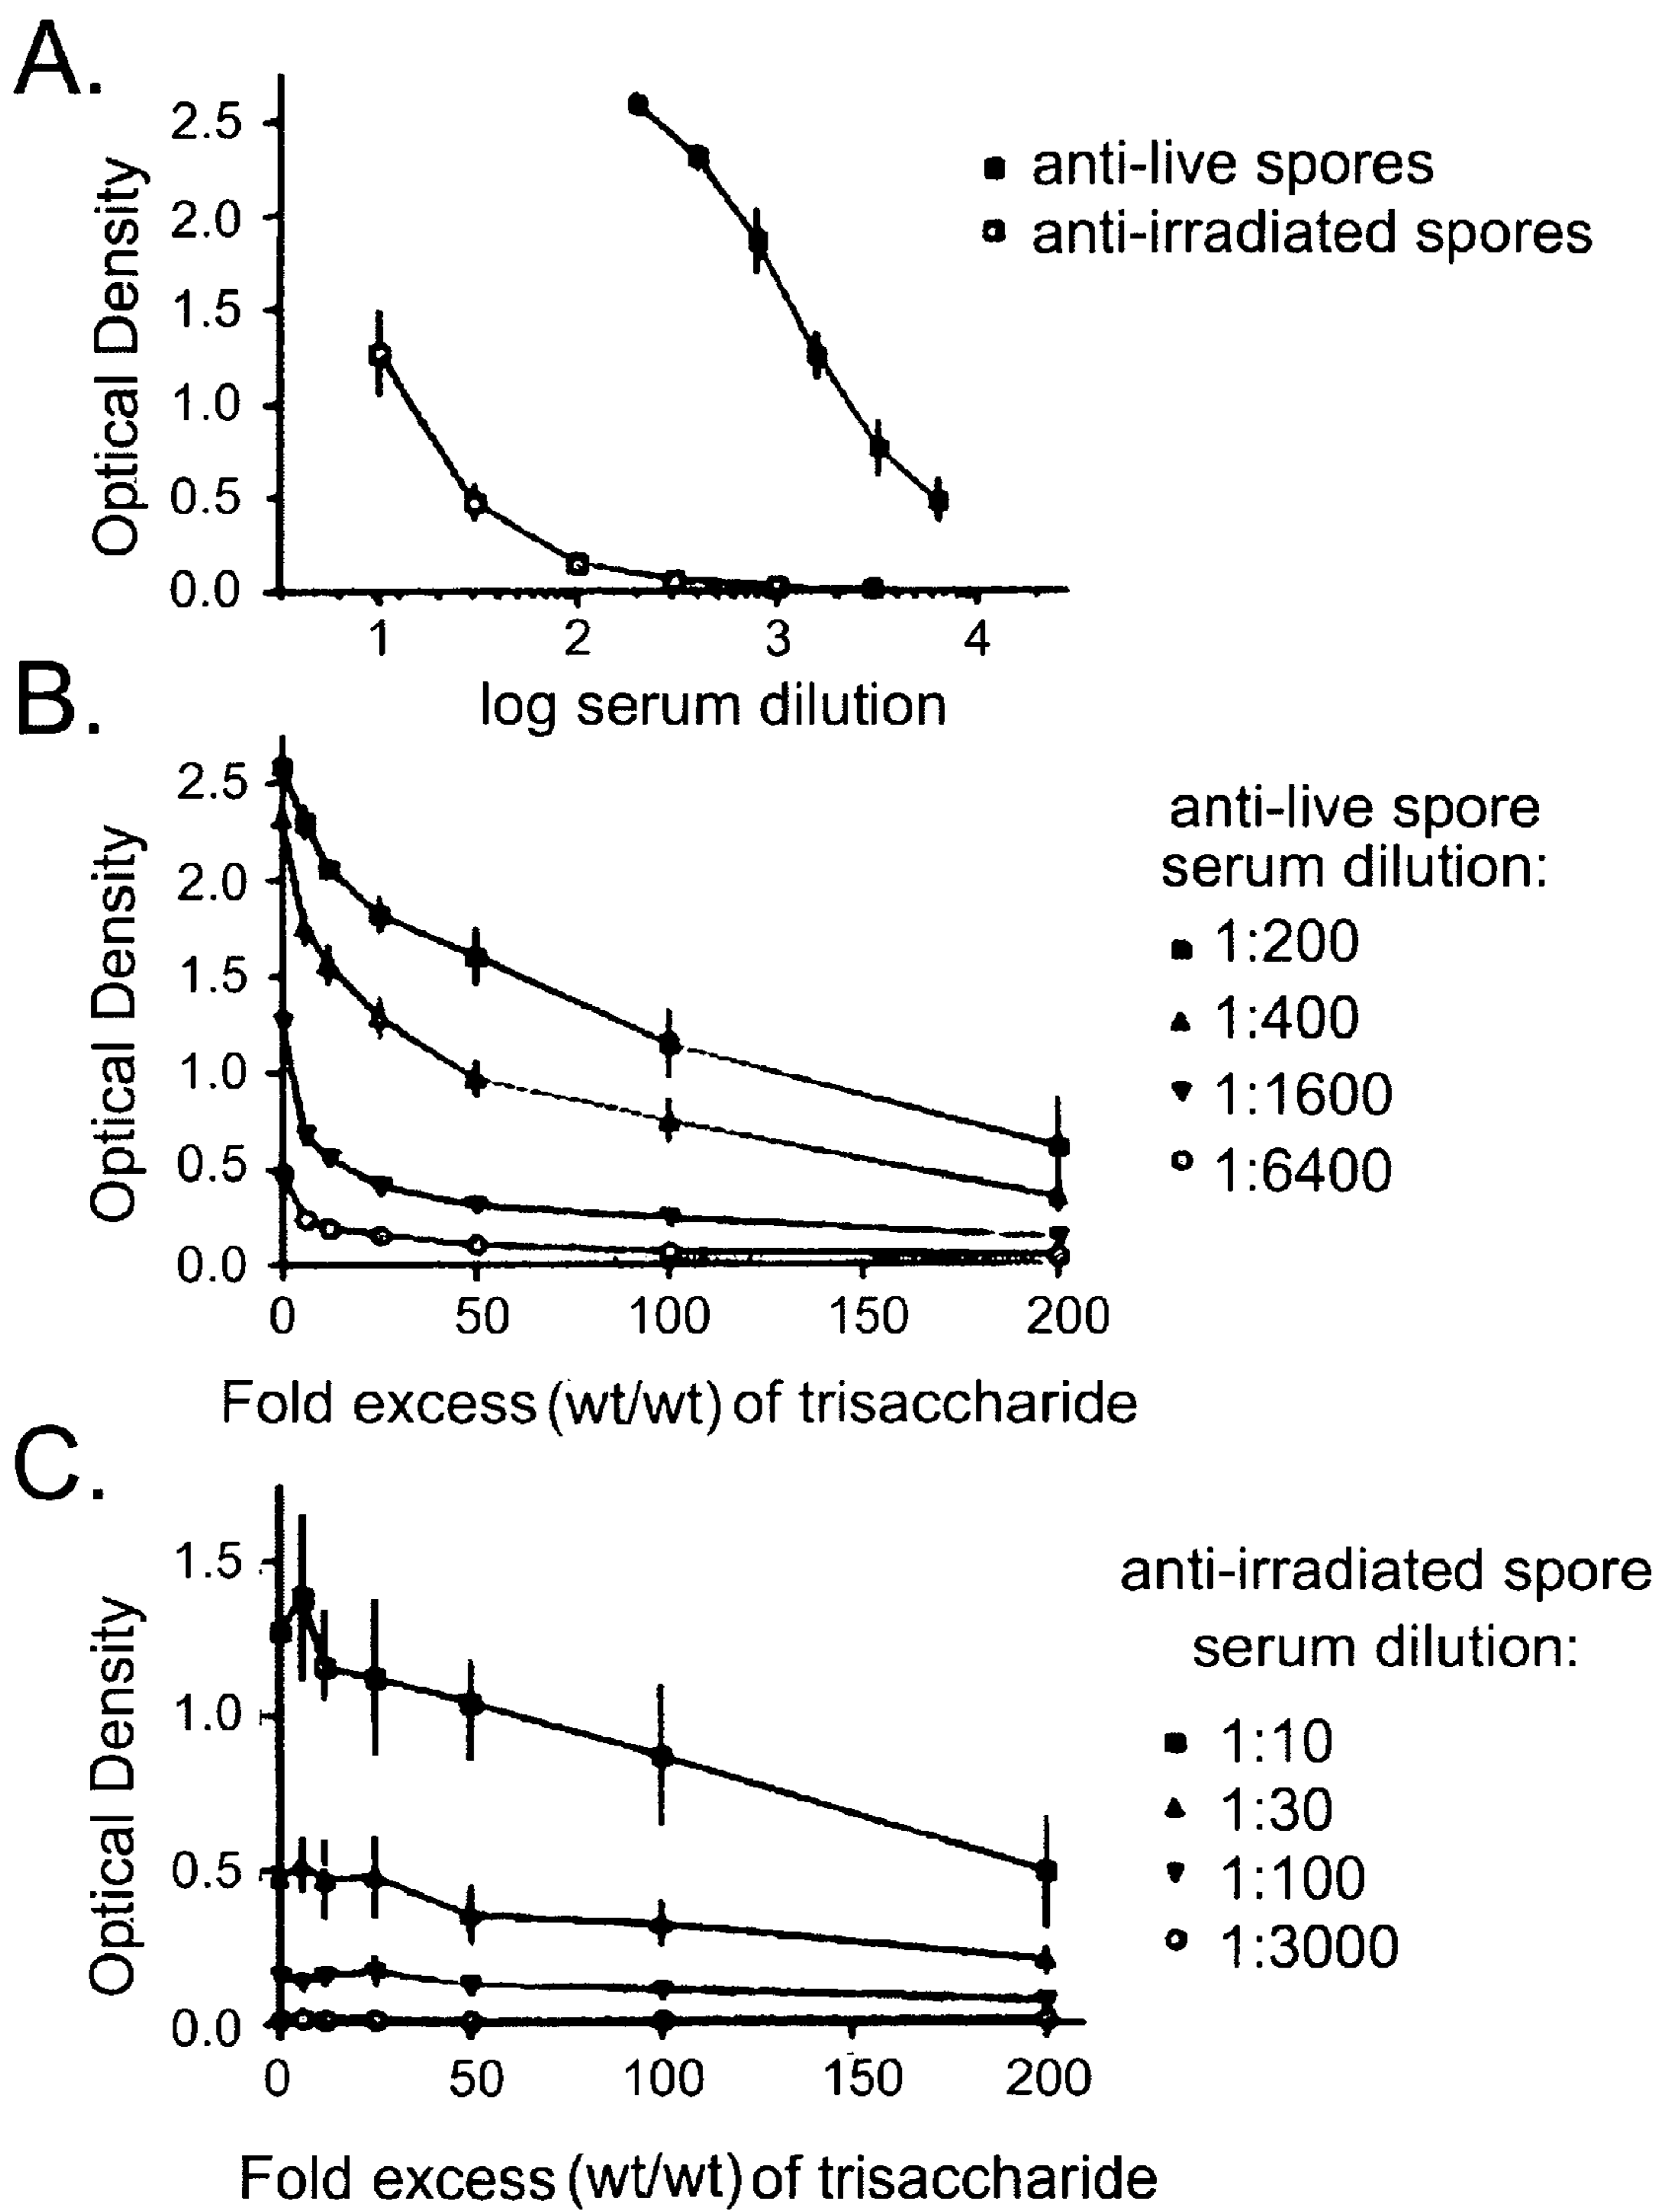 A.
2.5
2.0
1.5
1.0
0.5
0.0
Optical Density
anti-live spores
anti-irradiated spores
1 2 3 4
log serum dilution
B.
2.5
2.0
1.5
1.0
0.5
0.0
Optical Density
anti-live spore
serum dilution:
1:200
1:400
1:1600
1:6400
0 50 100 150 200
Fold excess (wt/wt) of trisaccharide
C.
1.5
1.0
0.5
0.0
Optical Density
anti-irradiated spore
serum dilution:
1:10
1:30
1:100
1:3000
0 50 100 150 200
Fold excess (wt/wt) of trisaccharide